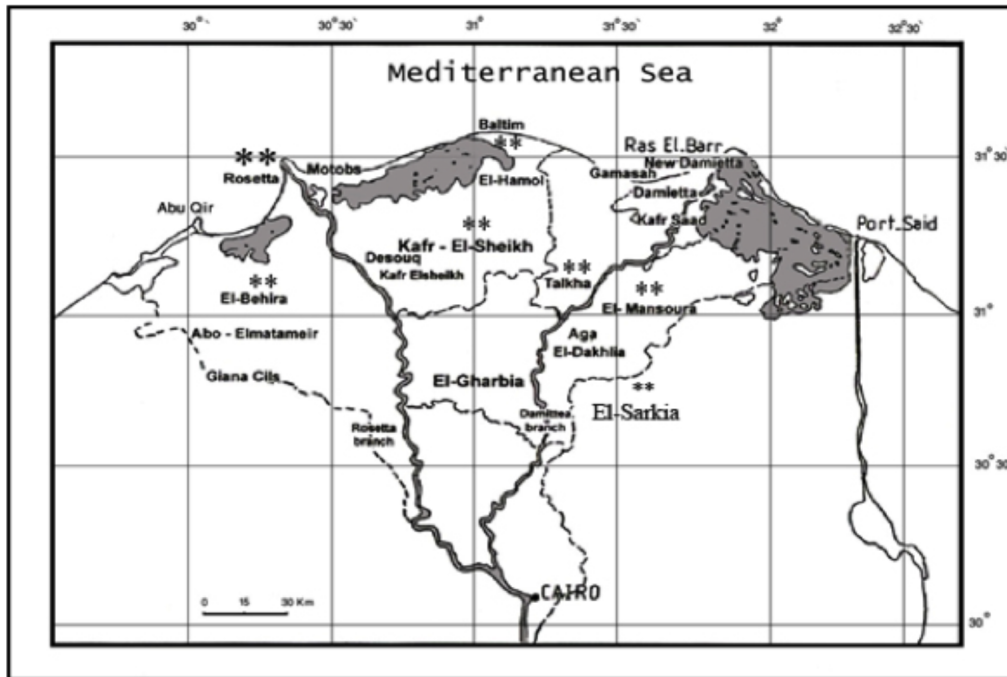 30° 30°30 31° 31°30 32° 32°30
Mediterranean Sea
Baltim
**
Ras El.Barr
31°30
**
Rosetta
Motobs
El-Hamol
Gamasah
New Damietta
Damietta
Abu Qir
Kafr Saad
Port_Said
**
Kafr - El-Sheikh
Desouq
Kafr Elsheikh
**
Talkha
**
El-Behira
**
El- Mansoura
31°
Abo - Elmatameir
Aga
El-Dakhlia
Giana Cils
El-Gharbia
**
El-Sarkia
Rosetta
branch
Damittea
branch
30°30
CAIRO
0 15 30 Km
30°